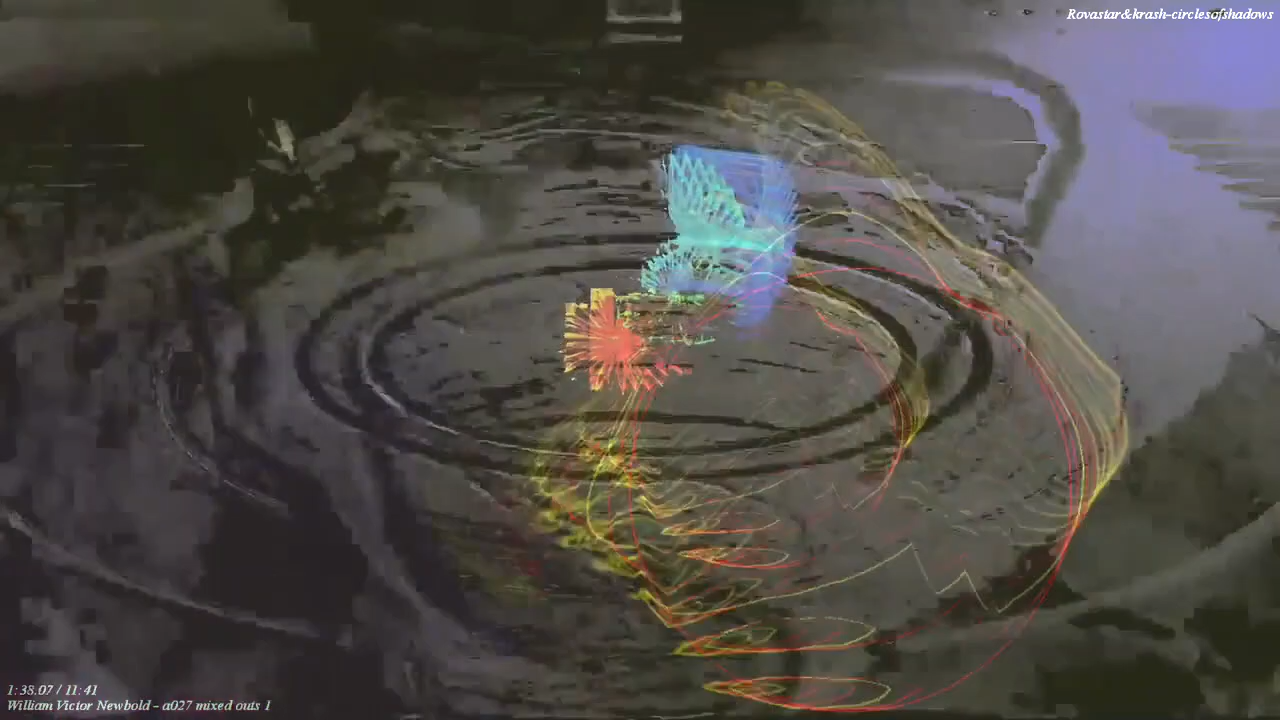 Rovastar&krash-circlesofshadows
1:38.07 / 11:41
William Victor Newbold - a027 mixed outs 1